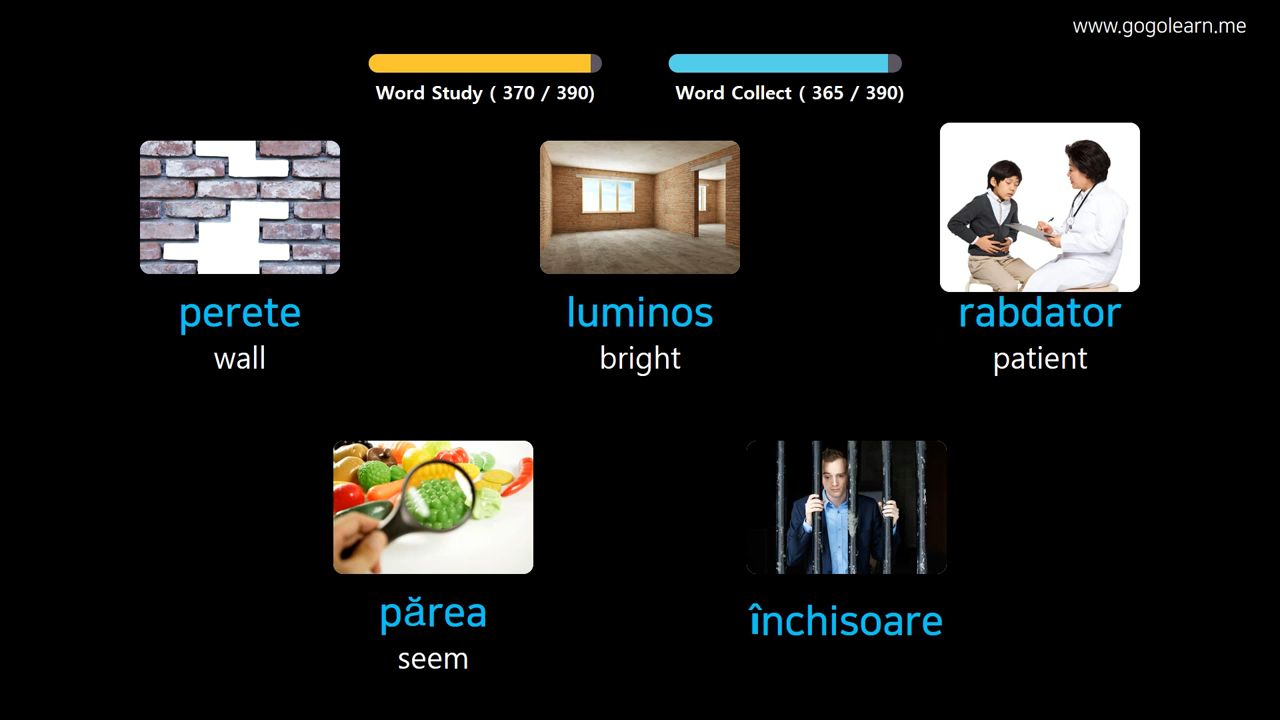 www.gogolearn.me
Word Study ( 370 / 390)
Word Collect ( 365 / 390)
perete
wall
luminos
bright
rabdator
patient
părea
seem
închisoare